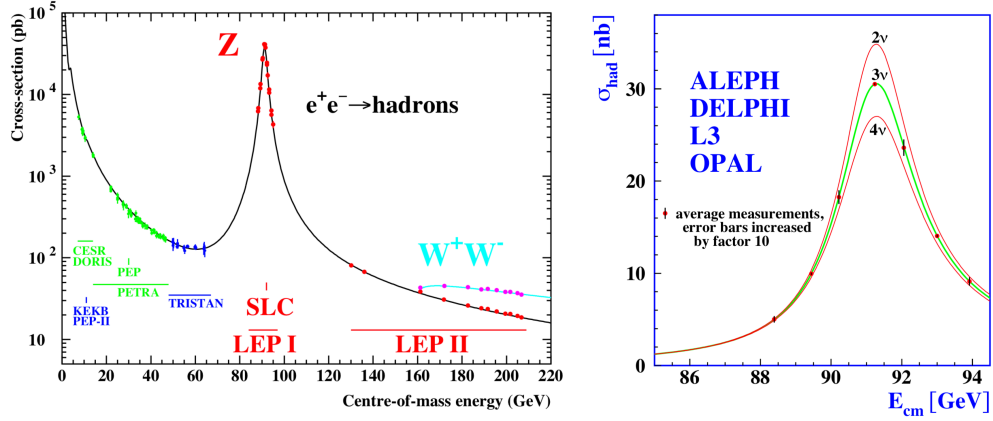 Cross-section (pb)
10^5
10^4
10^3
10^2
10
Z
e+e−→hadrons
CESR
DORIS
PEP
PETRA
KEKB
PEP-II
TRISTAN
SLC
LEP I
W+W-
LEP II
0 20 40 60 80 100 120 140 160 180 200 220
Centre-of-mass energy (GeV)
σhad [nb]
30
20
10
0
2ν
3ν
4ν
ALEPH
DELPHI
L3
OPAL
average measurements,
error bars increased
by factor 10
86 88 90 92 94
Ecm [GeV]